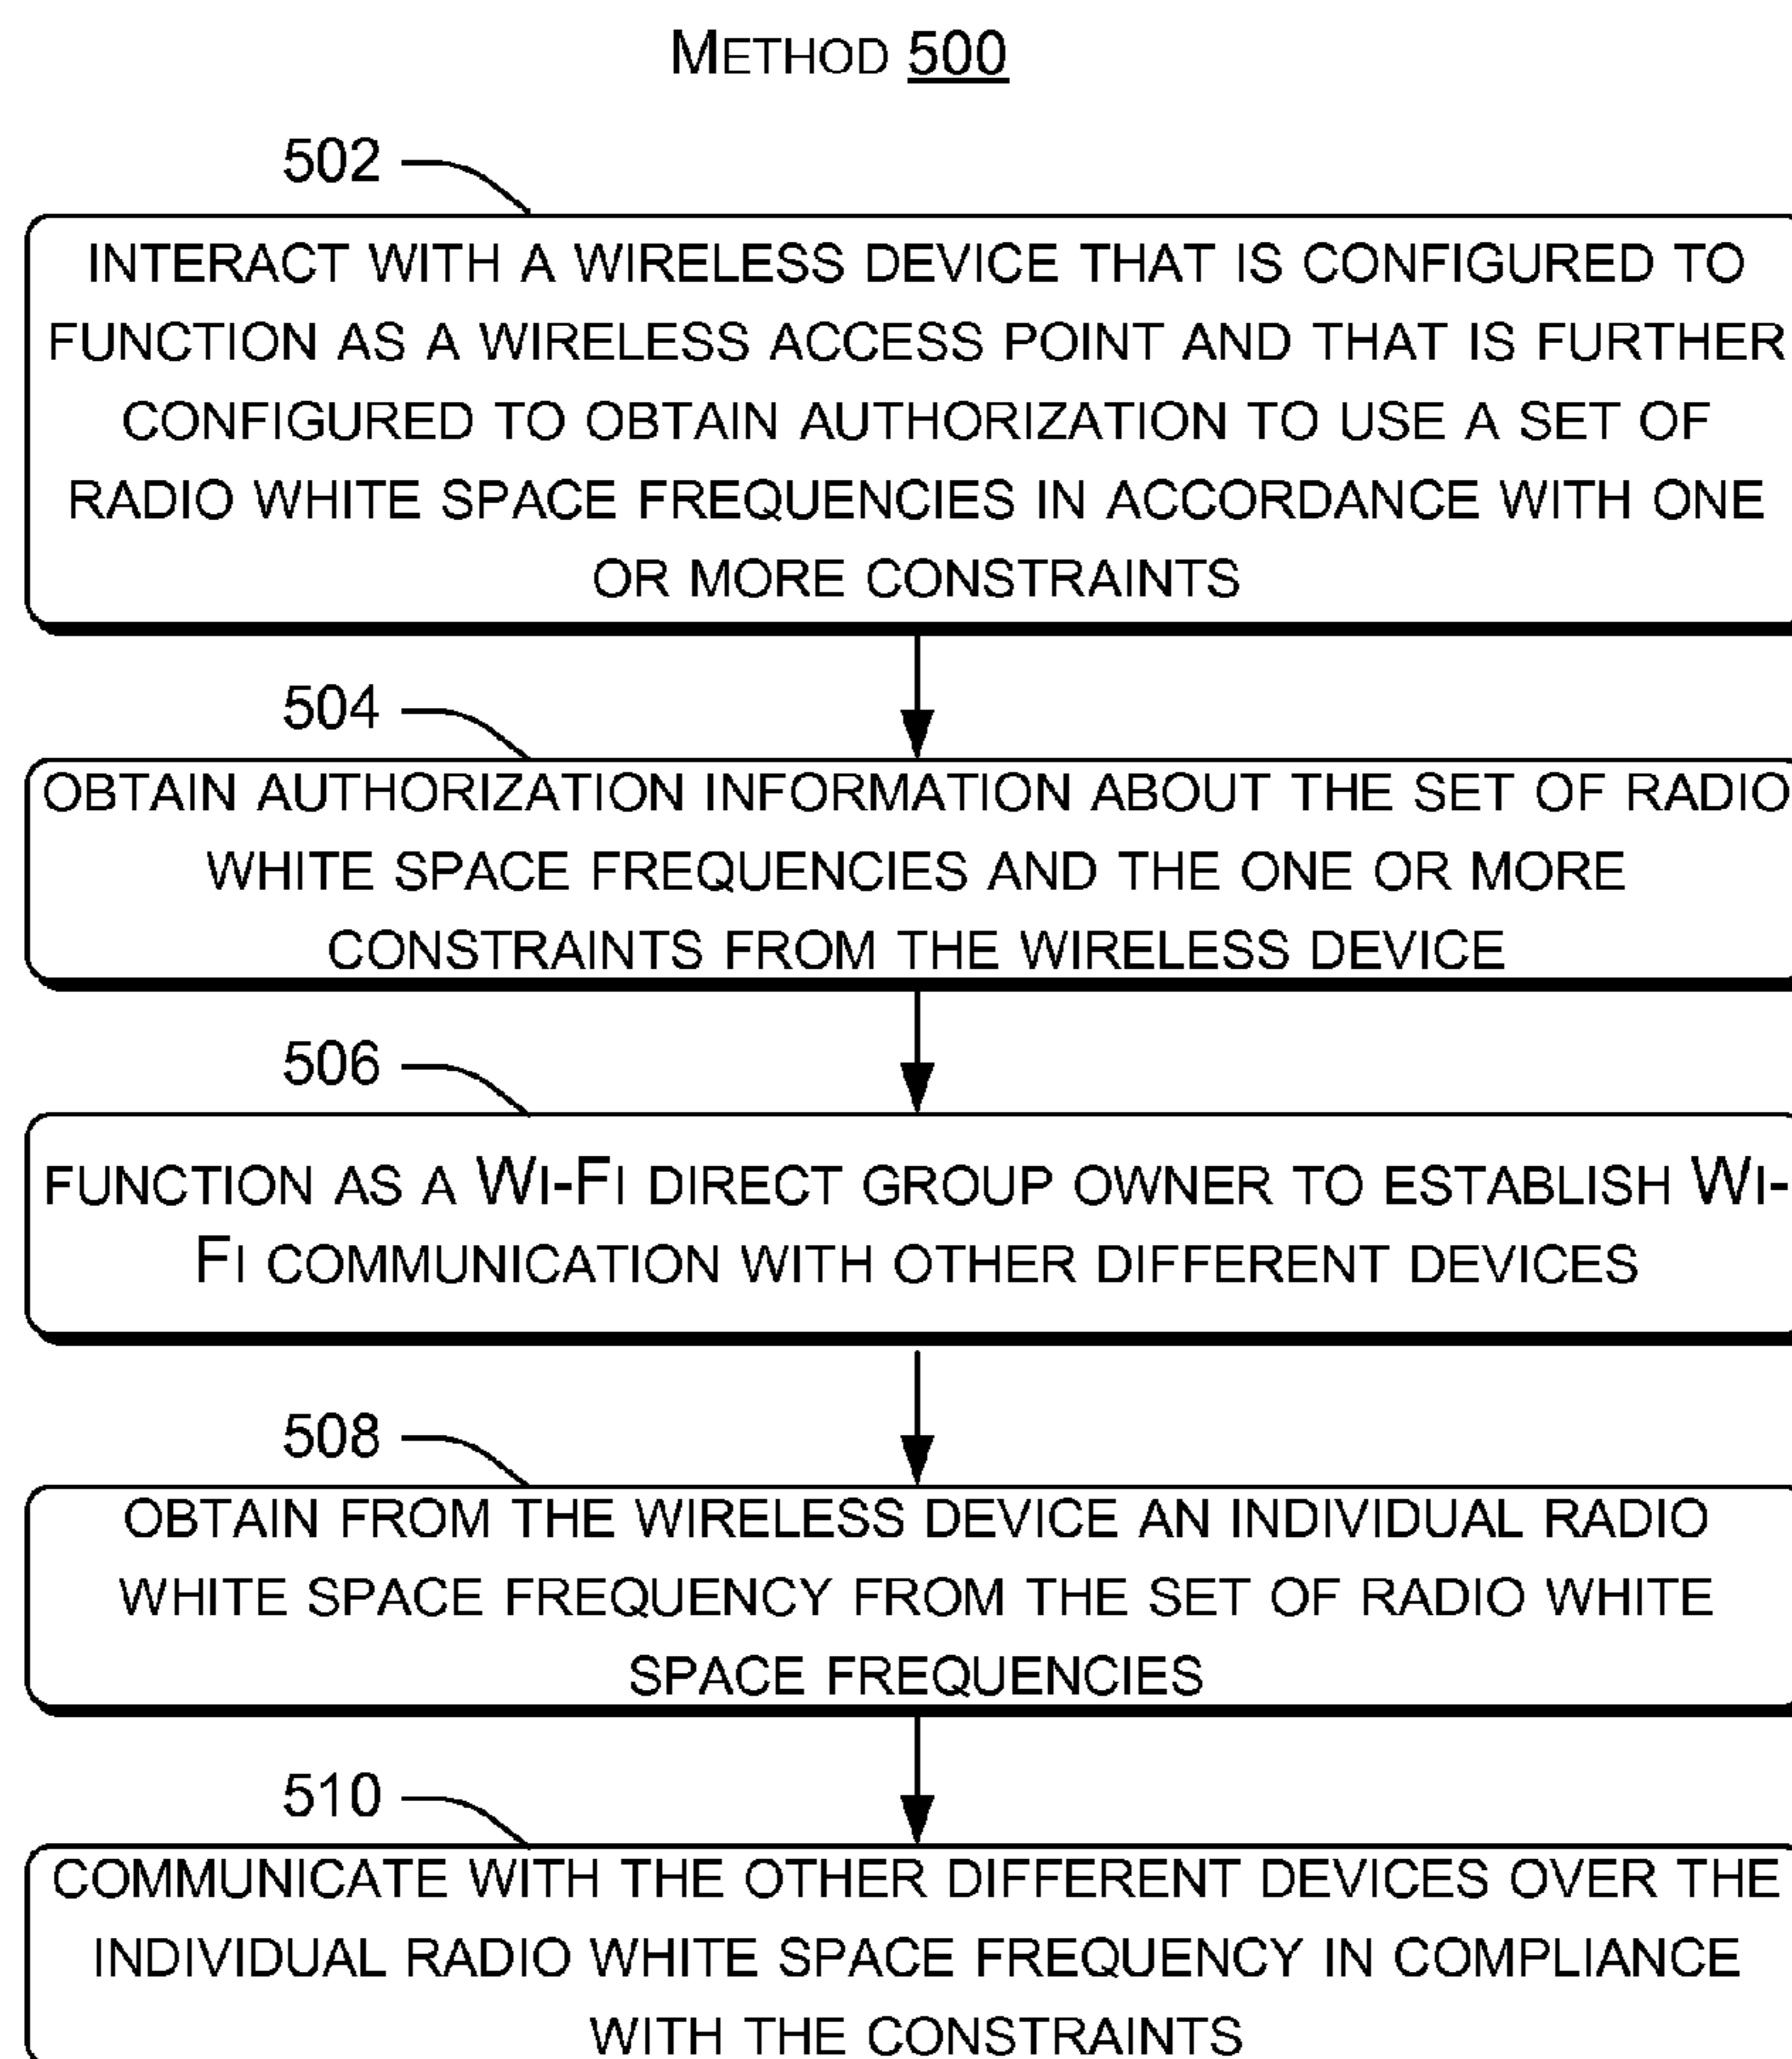 METHOD 500
502
INTERACT WITH A WIRELESS DEVICE THAT IS CONFIGURED TO
FUNCTION AS A WIRELESS ACCESS POINT AND THAT IS FURTHER
CONFIGURED TO OBTAIN AUTHORIZATION TO USE A SET OF
RADIO WHITE SPACE FREQUENCIES IN ACCORDANCE WITH ONE
OR MORE CONSTRAINTS
504
OBTAIN AUTHORIZATION INFORMATION ABOUT THE SET OF RADIO
WHITE SPACE FREQUENCIES AND THE ONE OR MORE
CONSTRAINTS FROM THE WIRELESS DEVICE
506
FUNCTION AS A WI-FI DIRECT GROUP OWNER TO ESTABLISH WI-
FI COMMUNICATION WITH OTHER DIFFERENT DEVICES
508
OBTAIN FROM THE WIRELESS DEVICE AN INDIVIDUAL RADIO
WHITE SPACE FREQUENCY FROM THE SET OF RADIO WHITE
SPACE FREQUENCIES
510
COMMUNICATE WITH THE OTHER DIFFERENT DEVICES OVER THE
INDIVIDUAL RADIO WHITE SPACE FREQUENCY IN COMPLIANCE
WITH THE CONSTRAINTS